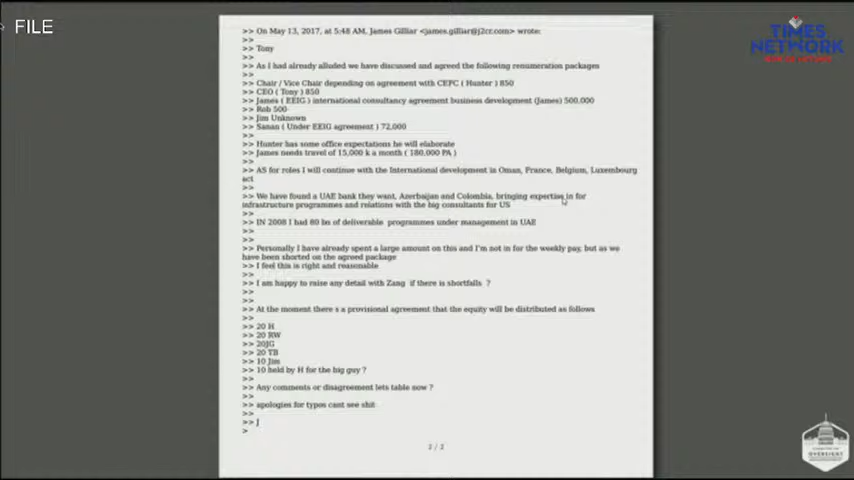 FILE
TIMES
NETWORK
>> On May 13, 2017, at 5:48 AM, James Gilliar <james.gilliar@j2cr.com> wrote:
>>
>> Tony
>>
>> As I had already alluded we have discussed and agreed the following renumeration packages
>>
>> Chair / Vice Chair depending on agreement with CEFC ( Hunter ) 850
>> CEO ( Tony ) 850
>> James ( EEIG ) international consultancy agreement business development (James) 500,000
>> Rob 500
>> Jim Unknown
>> Sanan ( Under EEIG agreement ) 72,000
>>
>> Hunter has some office expectations he will elaborate
>> James needs travel of 15,000 k a month ( 180,000 PA )
>>
>> AS for roles I will continue with the International development in Oman, France, Belgium, Luxembourg
ect
>>
>> We have found a UAE bank they want, Azerbaijan and Colombia, bringing expertise in for
infrastructure programmes and relations with the big consultants for US
>>
>> IN 2008 I had 80 bn of deliverable programmes under management in UAE
>>
>>
>> Personally I have already spent a large amount on this and I'm not in for the weekly pay, but as we
have been shorted on the agreed package
>> I feel this is right and reasonable
>>
>> I am happy to raise any detail with Zang if there is shortfalls ?
>>
>>
>> At the moment there s a provisional agreement that the equity will be distributed as follows
>>
>> 20 H
>> 20 RW
>> 20JG
>> 20 TB
>> 10 Jim
>> 10 held by H for the big guy ?
>>
>> Any comments or disagreement lets table now ?
>>
>> apologies for typos cant see shit
>>
>> J
>
2 / 2
OVERSIGHT